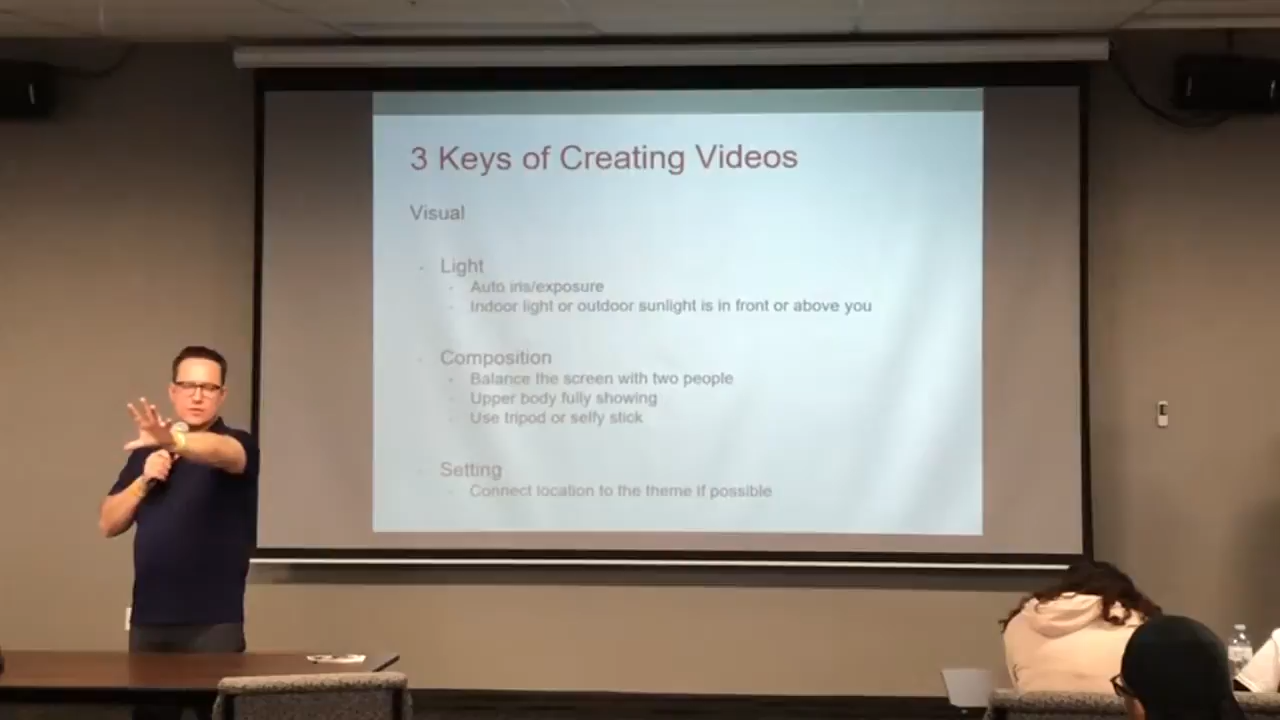 3 Keys of Creating Videos
Visual
- Light
- Auto iris/exposure
- Indoor light or outdoor sunlight is in front or above you
- Composition
- Balance the screen with two people
- Upper body fully showing
- Use tripod or selfy stick
- Setting
- Connect location to the theme if possible